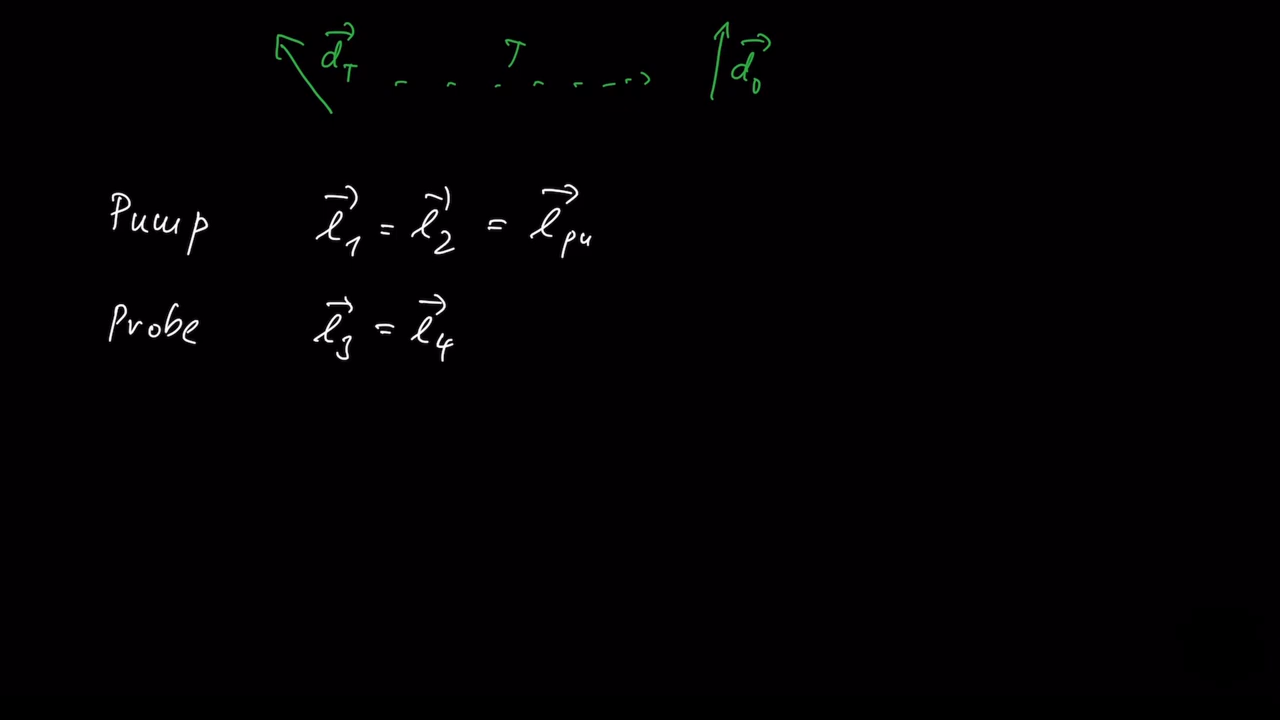 d⃗_T T d⃗_0
Pump l⃗_1 = l⃗_2 = l⃗_pu
Probe l⃗_3 = l⃗_4